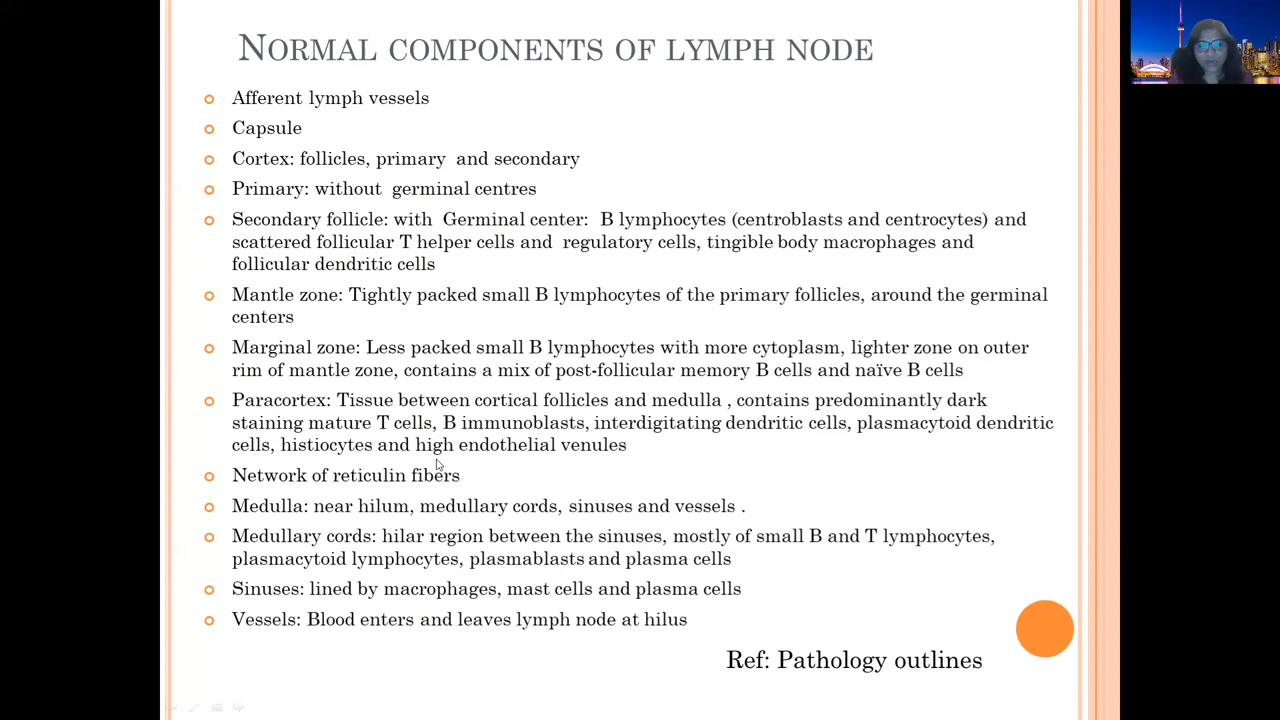 NORMAL COMPONENTS OF LYMPH NODE
Afferent lymph vessels
Capsule
Cortex: follicles, primary and secondary
Primary: without germinal centres
Secondary follicle: with Germinal center: B lymphocytes (centroblasts and centrocytes) and
scattered follicular T helper cells and regulatory cells, tingible body macrophages and
follicular dendritic cells
Mantle zone: Tightly packed small B lymphocytes of the primary follicles, around the germinal
centers
Marginal zone: Less packed small B lymphocytes with more cytoplasm, lighter zone on outer
rim of mantle zone, contains a mix of post-follicular memory B cells and naïve B cells
Paracortex: Tissue between cortical follicles and medulla , contains predominantly dark
staining mature T cells, B immunoblasts, interdigitating dendritic cells, plasmacytoid dendritic
cells, histiocytes and high endothelial venules
Network of reticulin fibers
Medulla: near hilum, medullary cords, sinuses and vessels .
Medullary cords: hilar region between the sinuses, mostly of small B and T lymphocytes,
plasmacytoid lymphocytes, plasmablasts and plasma cells
Sinuses: lined by macrophages, mast cells and plasma cells
Vessels: Blood enters and leaves lymph node at hilus
Ref: Pathology outlines